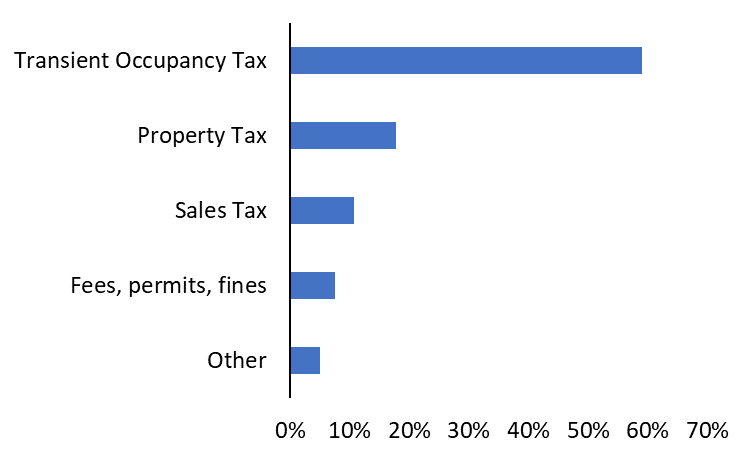 Transient Occupancy Tax
Property Tax
Sales Tax
Fees, permits, fines
Other
0% 10% 20% 30% 40% 50% 60% 70%